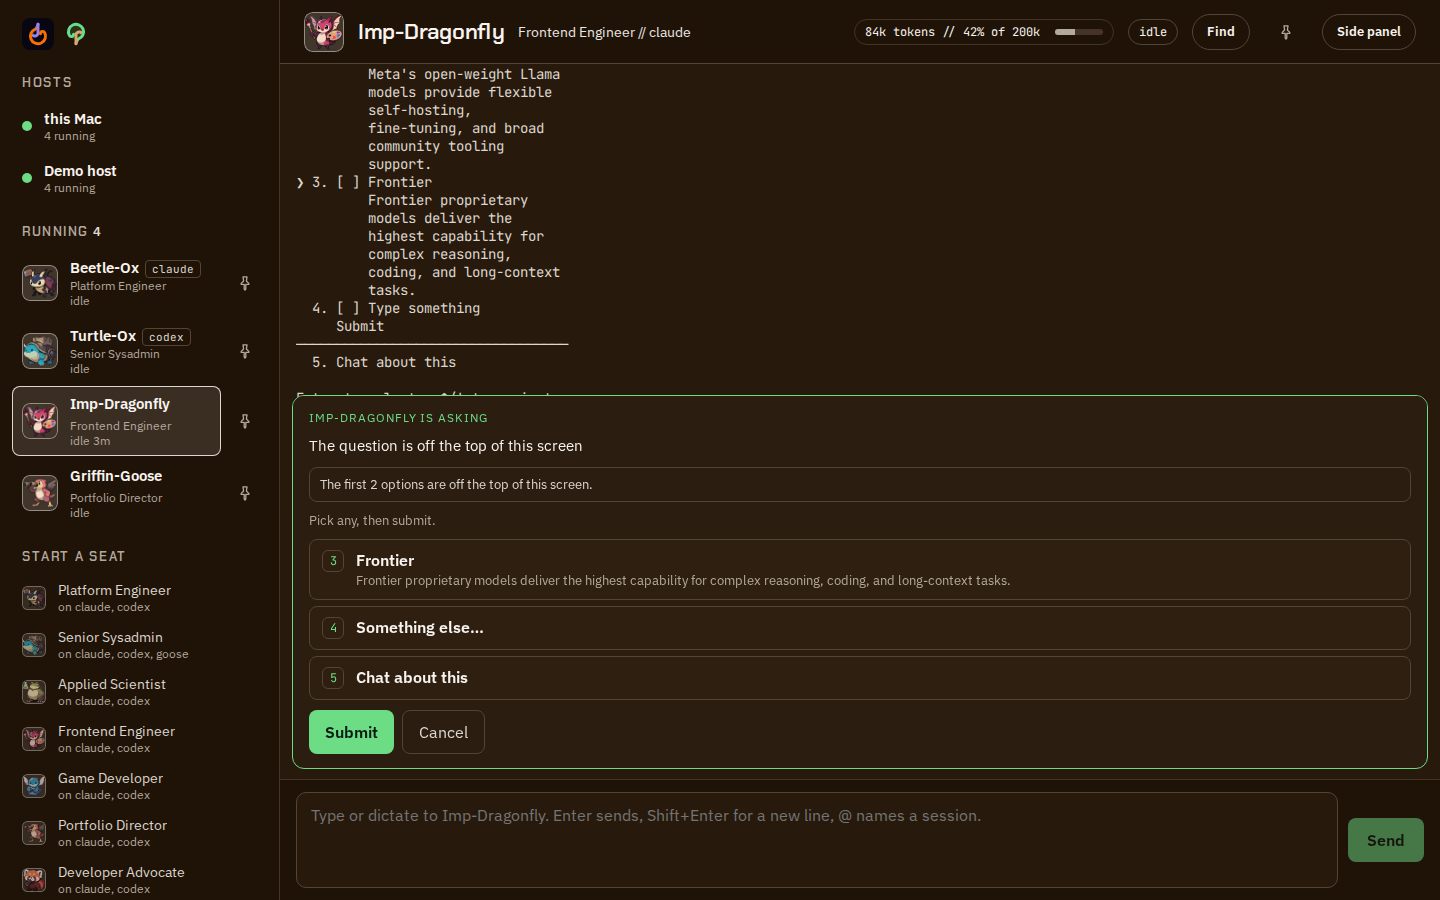 HOSTS
this Mac
4 running
Demo host
4 running
RUNNING 4
Beetle-Ox claude
Platform Engineer
idle
Turtle-Ox codex
Senior Sysadmin
idle
Imp-Dragonfly
Frontend Engineer
idle 3m
Griffin-Goose
Portfolio Director
idle
START A SEAT
Platform Engineer
on claude, codex
Senior Sysadmin
on claude, codex, goose
Applied Scientist
on claude, codex
Frontend Engineer
on claude, codex
Game Developer
on claude, codex
Portfolio Director
on claude, codex
Developer Advocate
on claude, codex
Imp-Dragonfly Frontend Engineer // claude
84k tokens // 42% of 200k
idle
Find
Side panel
Meta's open-weight Llama
models provide flexible
self-hosting,
fine-tuning, and broad
community tooling
support.
❯ 3. [ ] Frontier
Frontier proprietary
models deliver the
highest capability for
complex reasoning,
coding, and long-context
tasks.
4. [ ] Type something
Submit
5. Chat about this
IMP-DRAGONFLY IS ASKING
The question is off the top of this screen
The first 2 options are off the top of this screen.
Pick any, then submit.
3 Frontier
Frontier proprietary models deliver the highest capability for complex reasoning, coding, and long-context tasks.
4 Something else...
5 Chat about this
Submit
Cancel
Type or dictate to Imp-Dragonfly. Enter sends, Shift+Enter for a new line, @ names a session.
Send